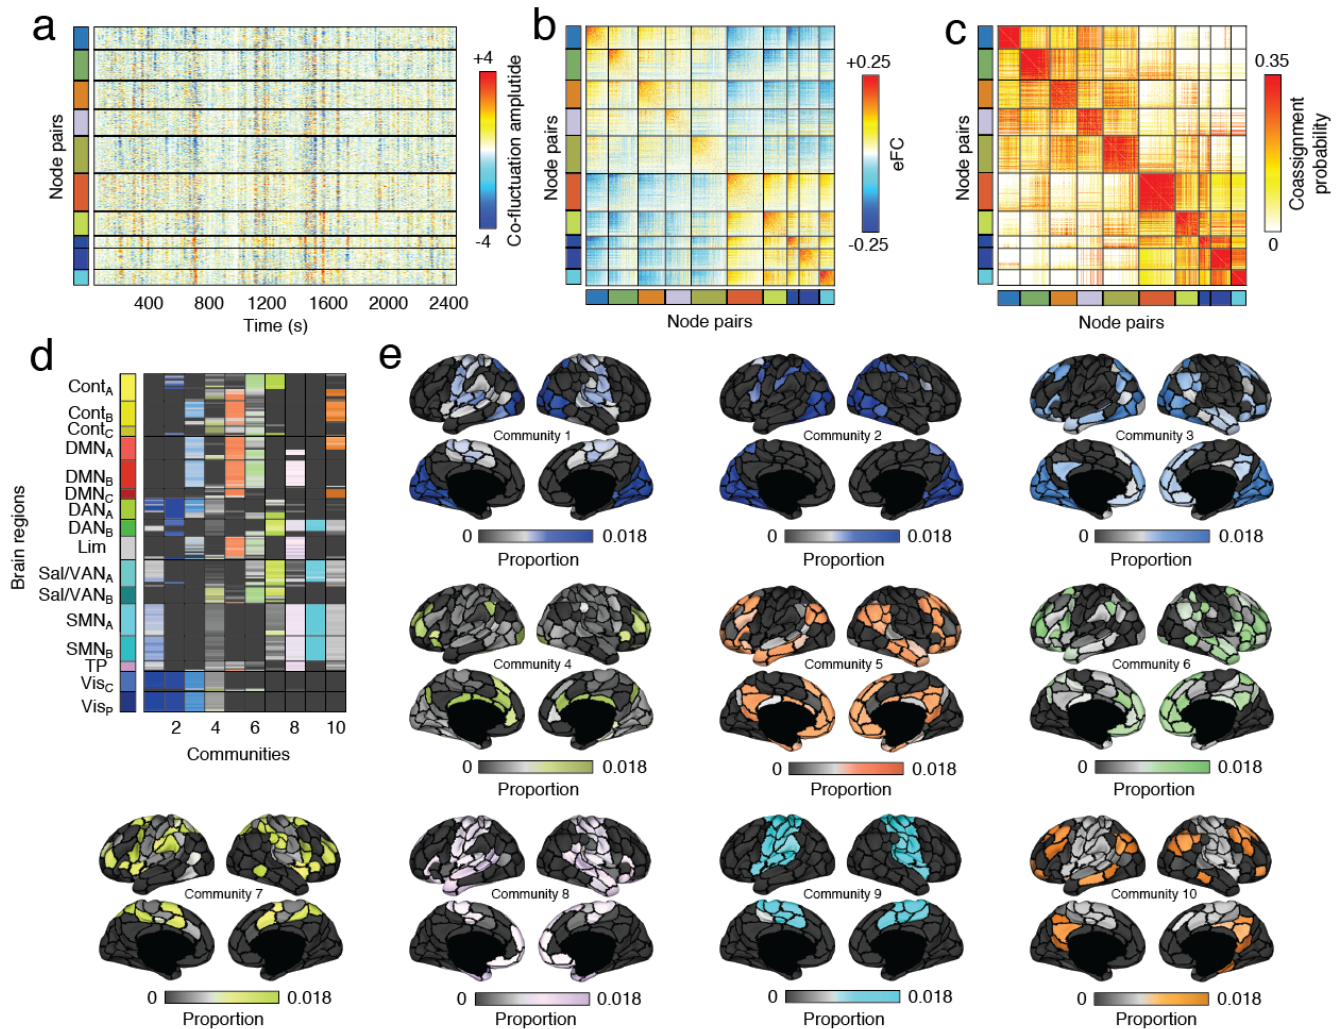 a
+4
Co-fluctuation amplutide
-4
Node pairs
400 800 1200 1600 2000 2400
Time (s)
b
+0.25
eFC
-0.25
Node pairs
Node pairs
c
0.35
Coassignment
probability
0
Node pairs
Node pairs
d
Brain regions
ContA
ContB
ContC
DMNA
DMNB
DMNC
DANA
DANB
Lim
Sal/VANA
Sal/VANB
SMNA
SMNB
TP
VisC
VisP
2 4 6 8 10
Communities
e
Community 1
0 0.018
Proportion
Community 2
0 0.018
Proportion
Community 3
0 0.018
Proportion
Community 4
0 0.018
Proportion
Community 5
0 0.018
Proportion
Community 6
0 0.018
Proportion
Community 7
0 0.018
Proportion
Community 8
0 0.018
Proportion
Community 9
0 0.018
Proportion
Community 10
0 0.018
Proportion